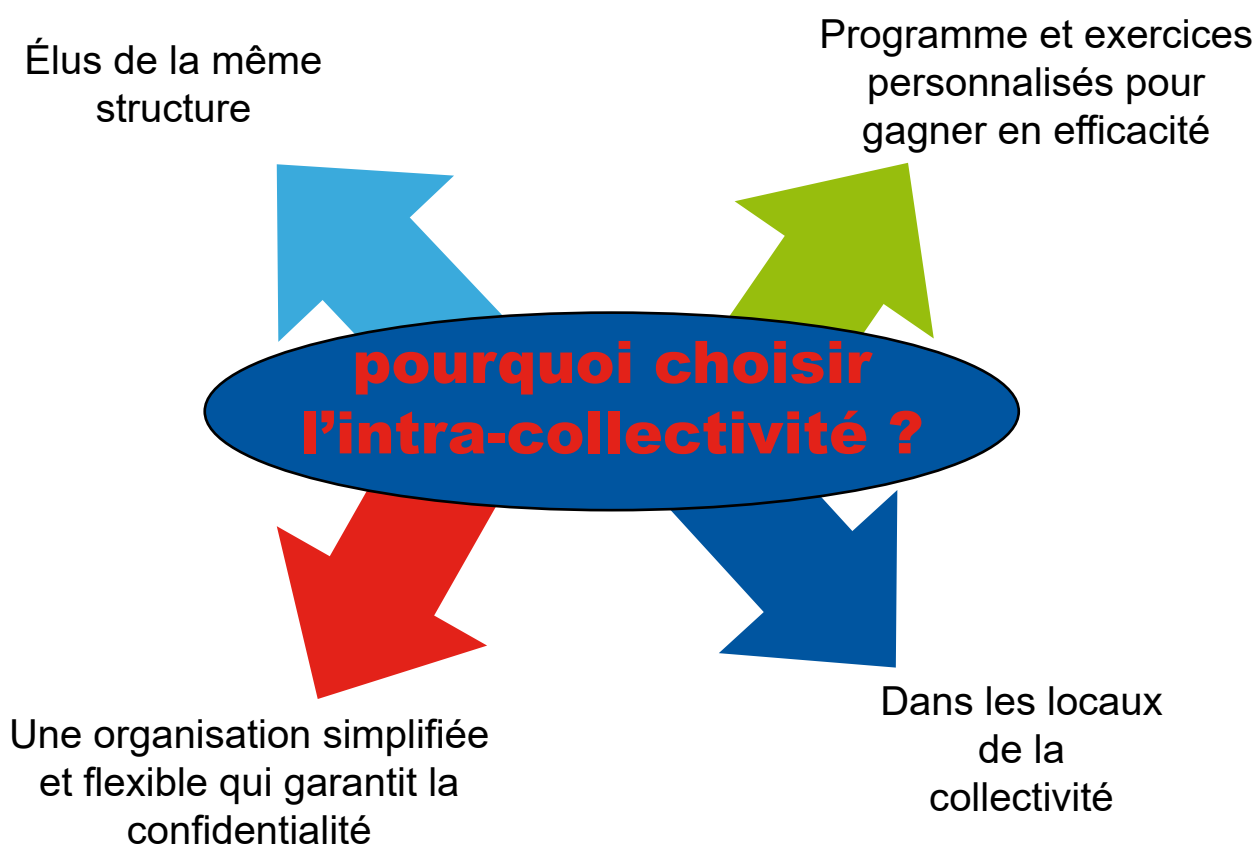 Élus de la même
structure
Programme et exercices
personnalisés pour
gagner en efficacité
pourquoi choisir
l’intra-collectivité ?
Une organisation simplifiée
et flexible qui garantit la
confidentialité
Dans les locaux
de la
collectivité